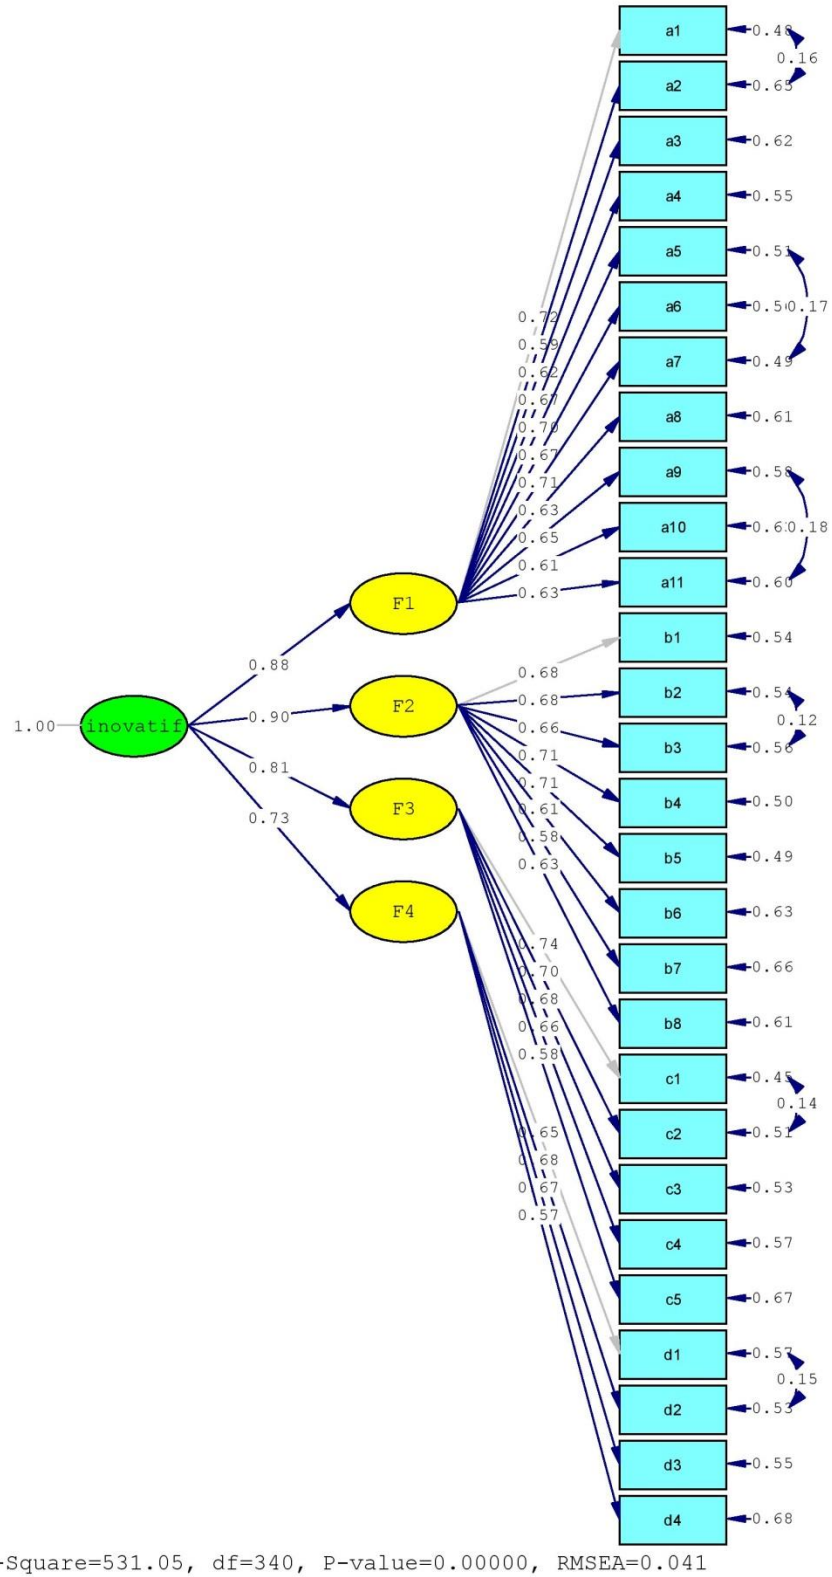 a1 0.48
0.16
a2 0.65
a3 0.62
a4 0.55
a5 0.51
a6 0.17
a7 0.49
a8 0.61
a9 0.58
a10 0.18
a11 0.60
b1 0.54
b2 0.54
0.12
b3 0.56
b4 0.50
b5 0.49
b6 0.63
b7 0.66
b8 0.61
c1 0.45
0.14
c2 0.51
c3 0.53
c4 0.57
c5 0.67
d1 0.57
0.15
d2 0.53
d3 0.55
d4 0.68
0.72
0.59
0.62
0.67
0.70
0.67
0.71
0.63
0.65
0.61
0.63
F1
0.68
0.68
0.66
0.71
0.71
0.61
0.58
0.63
F2
0.74
0.70
0.68
0.66
0.58
F3
0.65
0.68
0.67
0.57
F4
0.88
0.90
0.81
0.73
1.00 inovatif
-Square=531.05, df=340, P-value=0.00000, RMSEA=0.041